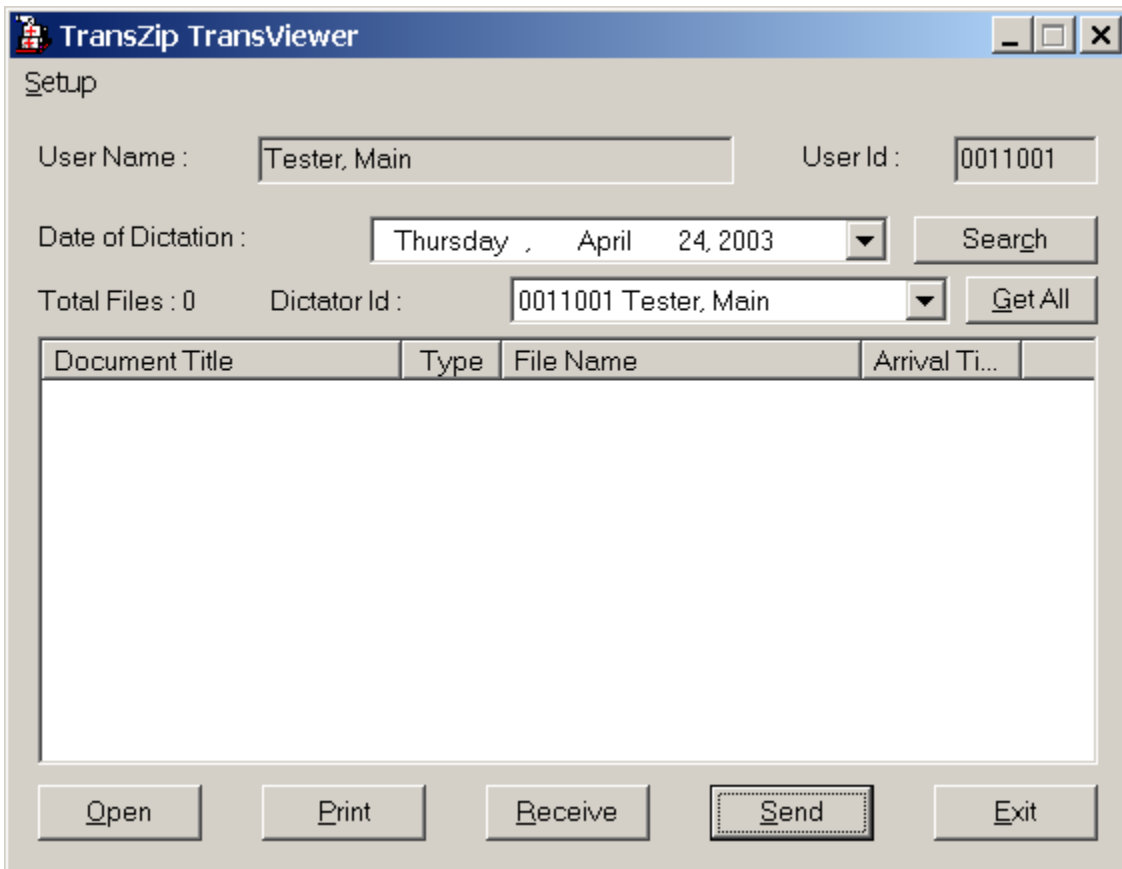 TransZip TransViewer
Setup
User Name : Tester, Main User Id : 0011001
Date of Dictation : Thursday , April 24, 2003 Search
Total Files : 0 Dictator Id : 0011001 Tester, Main Get All
Document Title Type File Name Arrival Ti...
Open Print Receive Send Exit